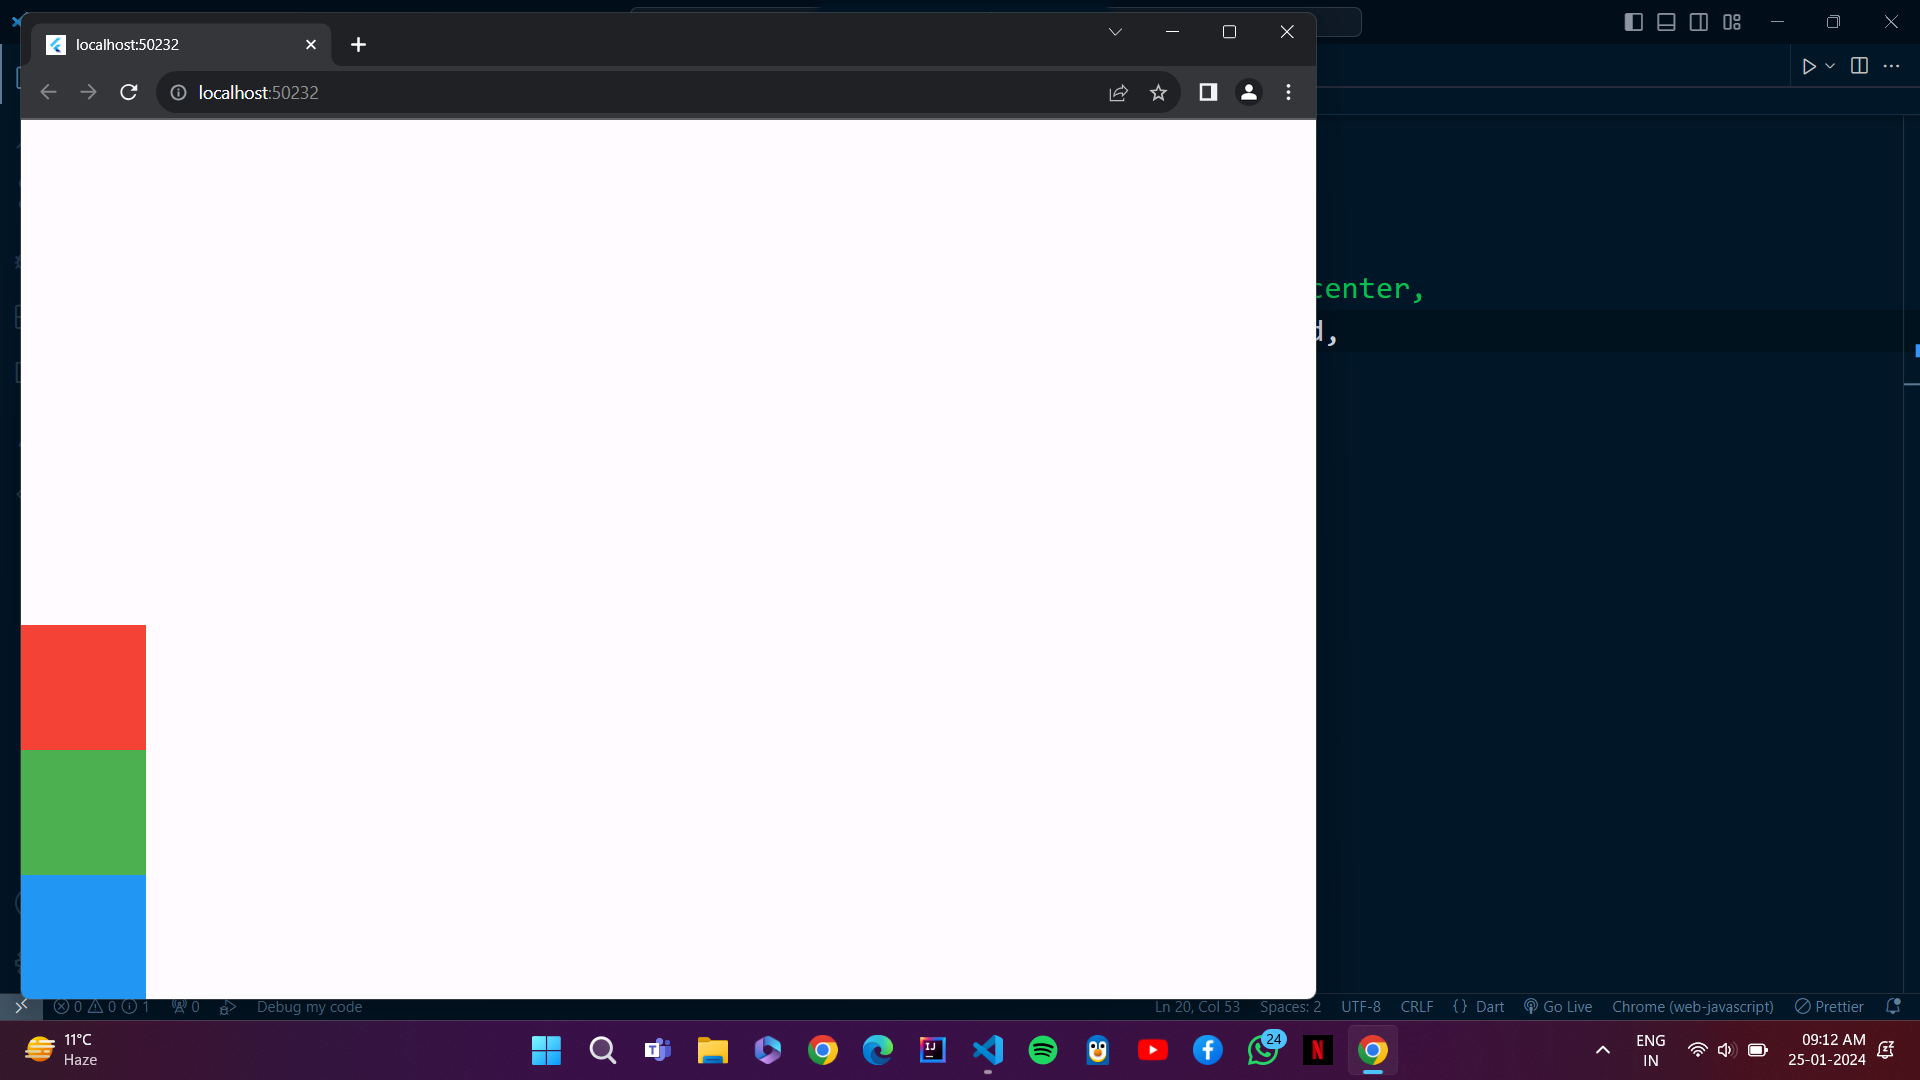 localhost:50232
localhost:50232
center,
d,
0 0 1 0 Debug my code
Ln 20, Col 53 Spaces: 2 UTF-8 CRLF {} Dart Go Live Chrome (web-javascript) Prettier
11°C
Haze
24
ENG
IN
09:12 AM
25-01-2024